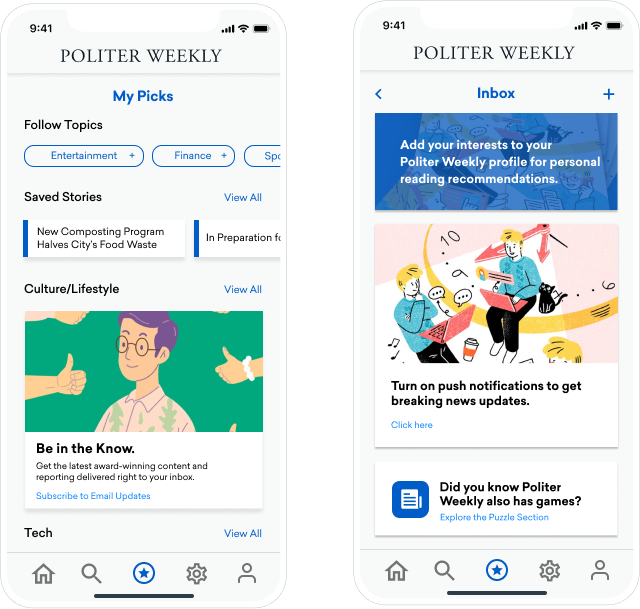 9:41
POLITER WEEKLY
My Picks
Follow Topics
Entertainment +
Finance +
Spo
Saved Stories
View All
New Composting Program
Halves City's Food Waste
In Preparation fo
Culture/Lifestyle
View All
Be in the Know.
Get the latest award-winning content and
reporting delivered right to your inbox.
Subscribe to Email Updates
Tech
View All
9:41
POLITER WEEKLY
Inbox
Add your interests to your
Politer Weekly profile for personal
reading recommendations.
10
9
Turn on push notifications to get
breaking news updates.
Click here
Did you know Politer
Weekly also has games?
Explore the Puzzle Section